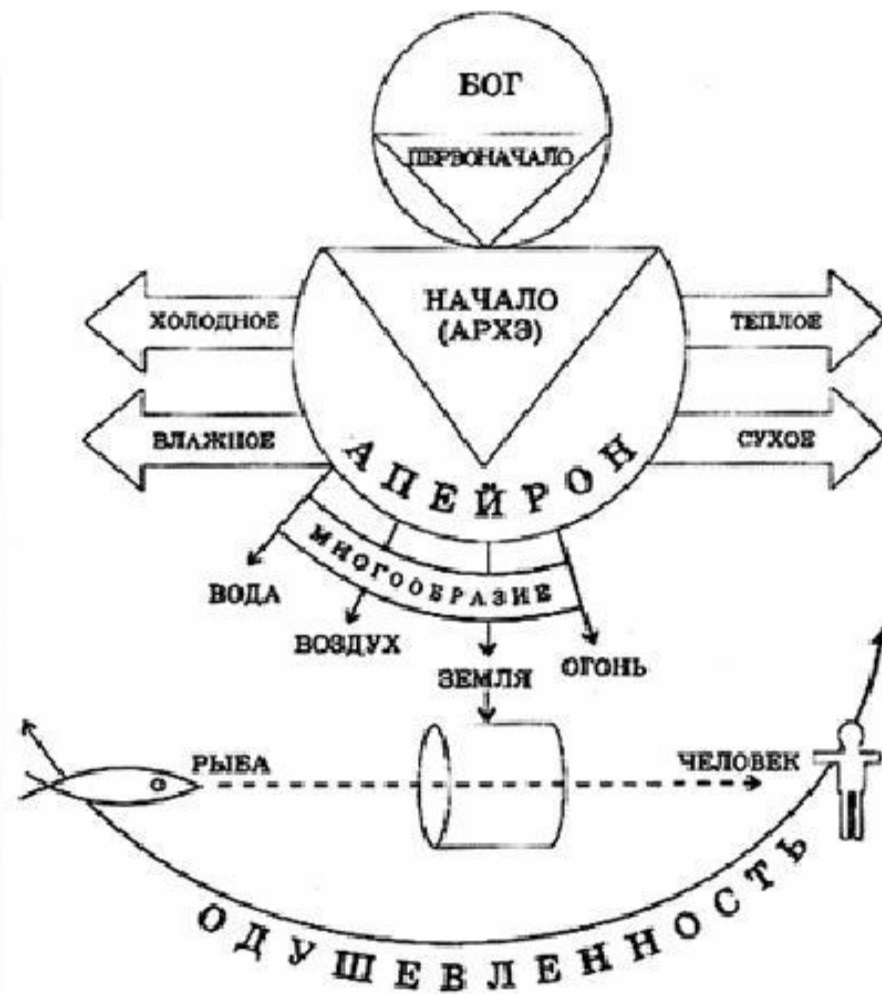 БОГ
ПЕРВОНАЧАЛО
НАЧАЛО
(АРХЭ)
ХОЛОДНОЕ
ТЕПЛОЕ
ВЛАЖНОЕ
СУХОЕ
АПЕЙРОН
МНОГООБРАЗИЕ
ВОДА
ВОЗДУХ
ЗЕМЛЯ
ОГОНЬ
РЫБА
ЧЕЛОВЕК
ОДУШЕВЛЕННОСТЬ